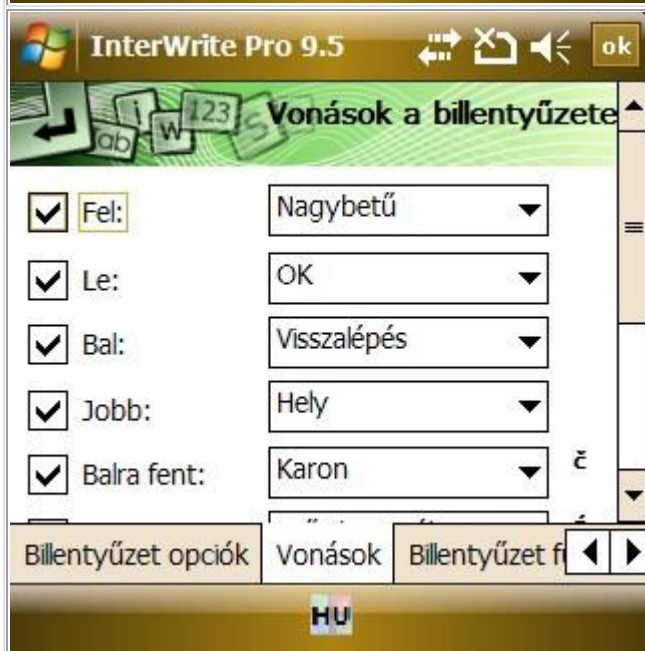 InterWrite Pro 9.5 ok
i 123 ab W S
Vonások a billentyűzete
Fel: Nagybetű
Le: OK
Bal: Visszalépés
Jobb: Hely
Balra fent: Karon č
Billentyűzet opciók Vonások Billentyűzet f
HU